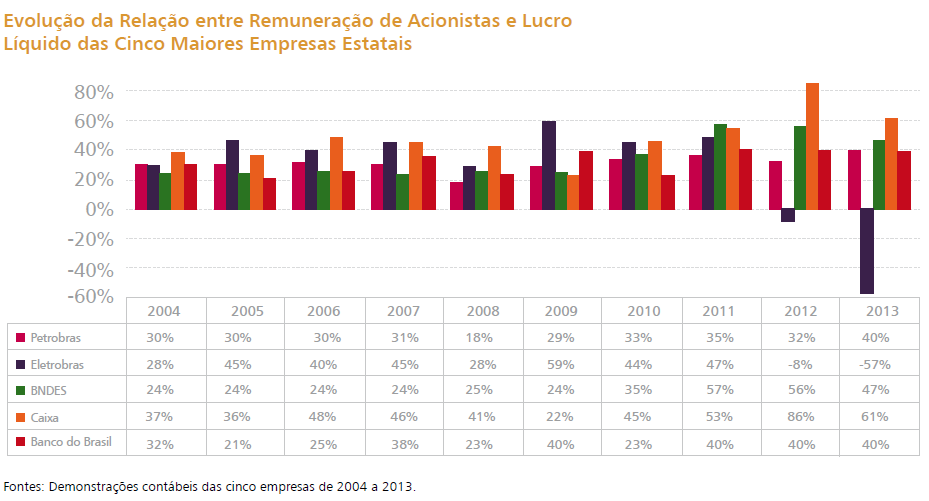 Evolução da Relação entre Remuneração de Acionistas e Lucro
Líquido das Cinco Maiores Empresas Estatais
80%
60%
40%
20%
0%
-20%
-40%
-60%
2004 2005 2006 2007 2008 2009 2010 2011 2012 2013
Petrobras 30% 30% 30% 31% 18% 29% 33% 35% 32% 40%
Eletrobras 28% 45% 40% 45% 28% 59% 44% 47% -8% -57%
BNDES 24% 24% 24% 24% 25% 24% 35% 57% 56% 47%
Caixa 37% 36% 48% 46% 41% 22% 45% 53% 86% 61%
Banco do Brasil 32% 21% 25% 38% 23% 40% 23% 40% 40% 40%
Fontes: Demonstrações contábeis das cinco empresas de 2004 a 2013.